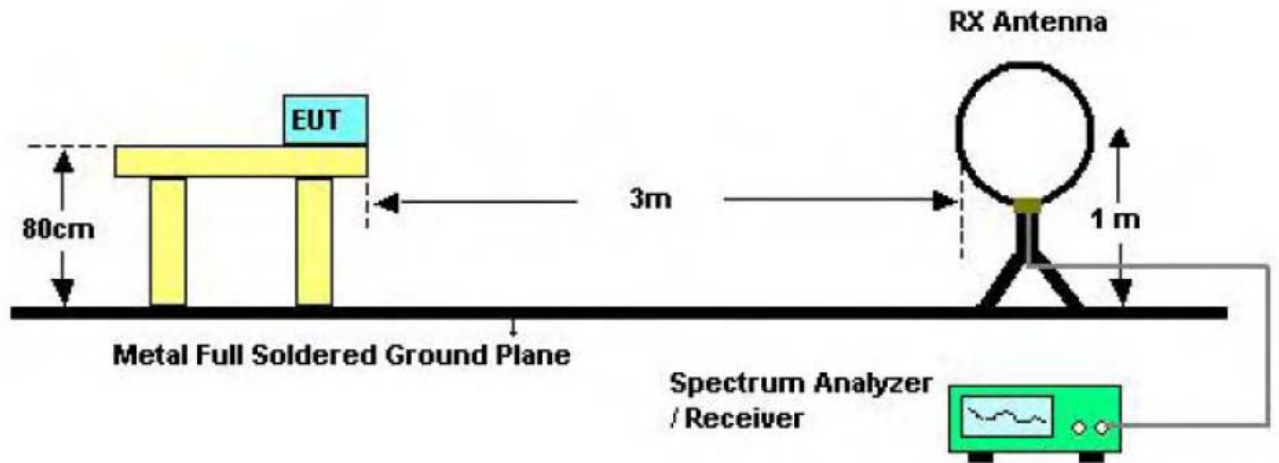 RX Antenna
EUT
80cm
3m
1 m
Metal Full Soldered Ground Plane
Spectrum Analyzer
/ Receiver